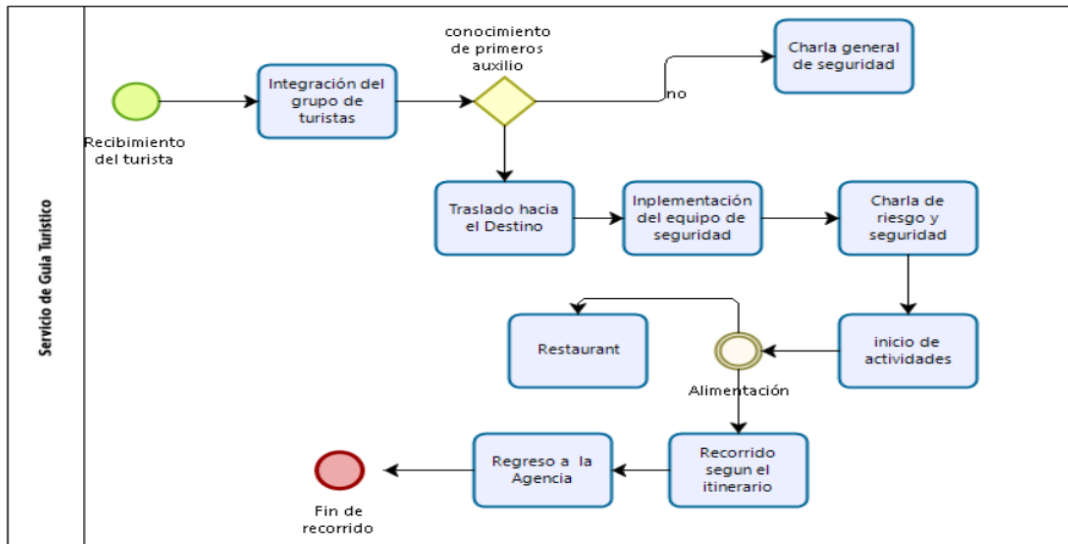 Servicio de Guia Turistico
Recibimiento
del turista
Integración del
grupo de
turistas
conocimiento
de primeros
auxilio
no
Charla general
de seguridad
Traslado hacia
el Destino
Inplementación
del equipo de
seguridad
Charla de
riesgo y
seguridad
inicio de
actividades
Alimentación
Restaurant
Recorrido
segun el
itinerario
Regreso a la
Agencia
Fin de
recorrido